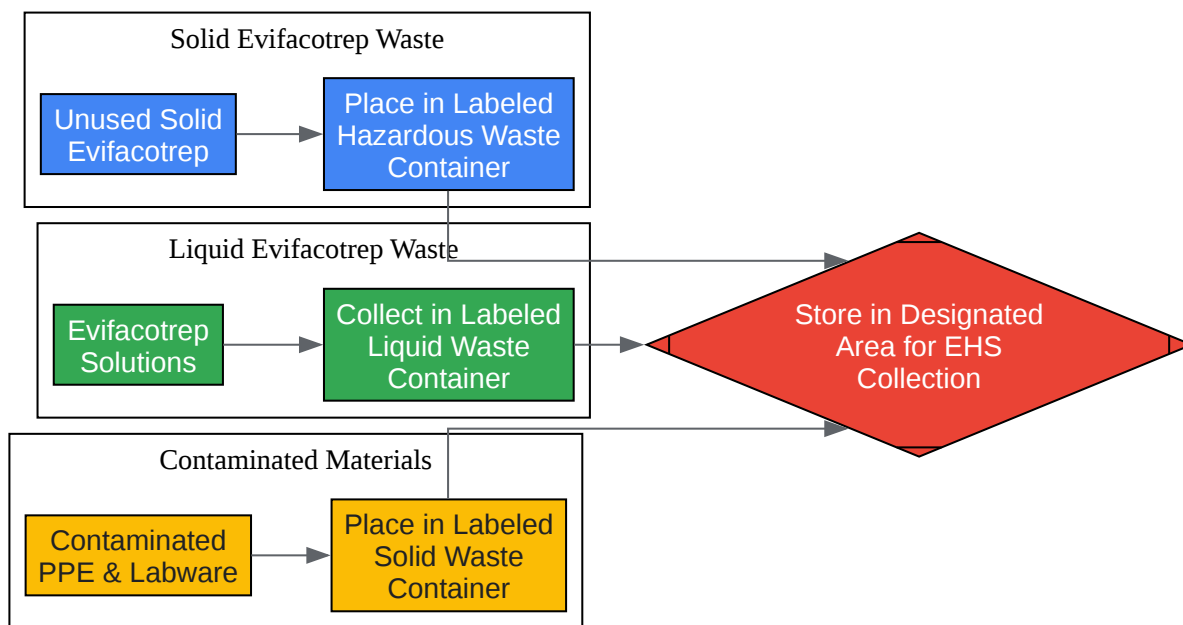 Solid Evifacotrep Waste
Unused Solid
Evifacotrep
Place in Labeled
Hazardous Waste
Container
Liquid Evifacotrep Waste
Evifacotrep
Solutions
Collect in Labeled
Liquid Waste
Container
Contaminated Materials
Contaminated
PPE & Labware
Place in Labeled
Solid Waste
Container
Store in Designated
Area for EHS
Collection